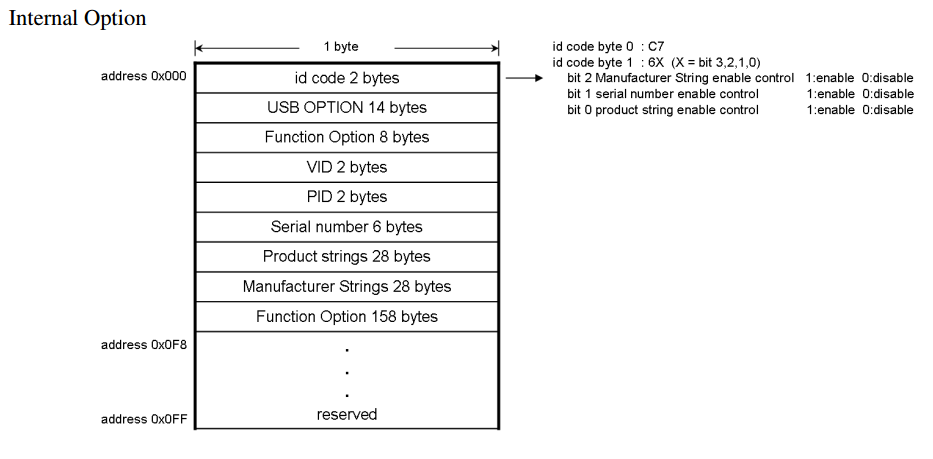 Internal Option
1 byte
id code byte 0 : C7
id code byte 1 : 6X (X = bit 3,2,1,0)
address 0x000
id code 2 bytes
bit 2 Manufacturer String enable control 1:enable 0:disable
bit 1 serial number enable control 1:enable 0:disable
bit 0 product string enable control 1:enable 0:disable
USB OPTION 14 bytes
Function Option 8 bytes
VID 2 bytes
PID 2 bytes
Serial number 6 bytes
Product strings 28 bytes
Manufacturer Strings 28 bytes
Function Option 158 bytes
address 0x0F8
.
.
.
reserved
address 0x0FF